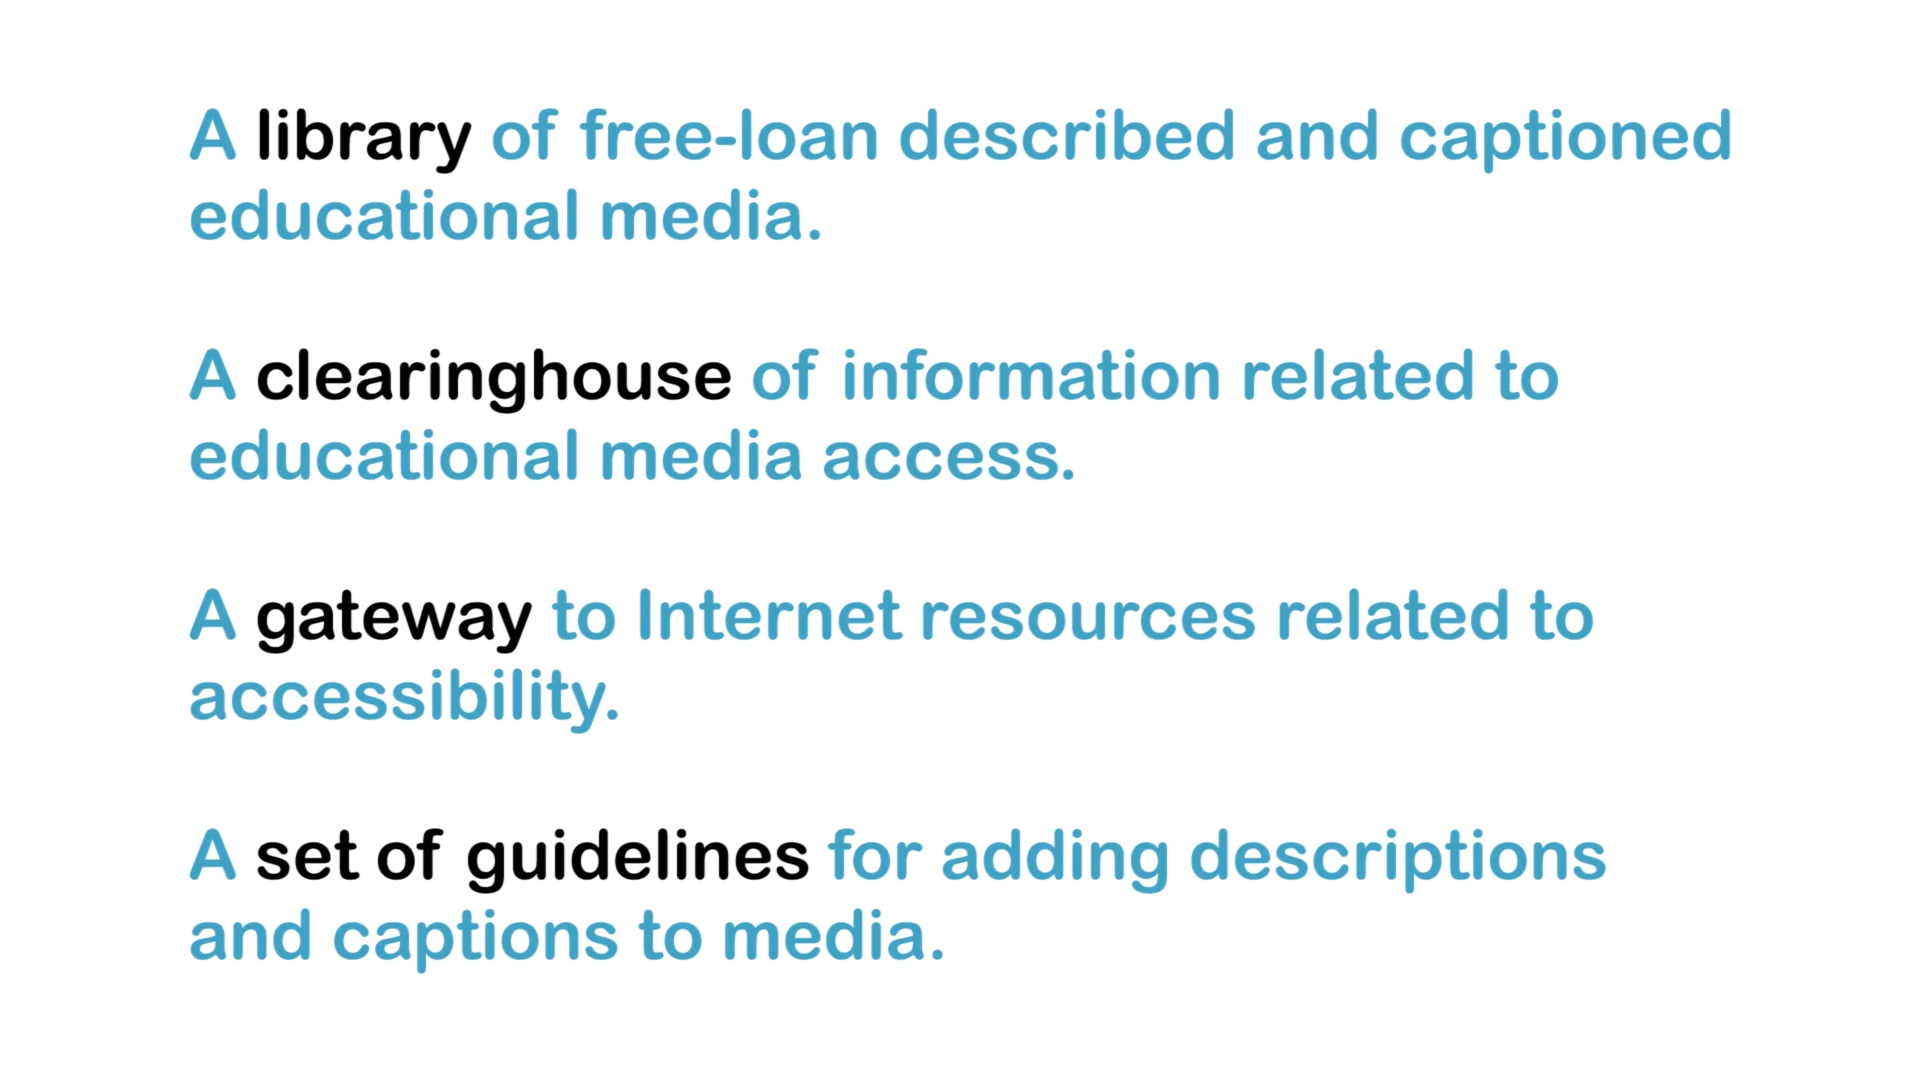 A library of free-loan described and captioned
educational media.
A clearinghouse of information related to
educational media access.
A gateway to Internet resources related to
accessibility.
A set of guidelines for adding descriptions
and captions to media.